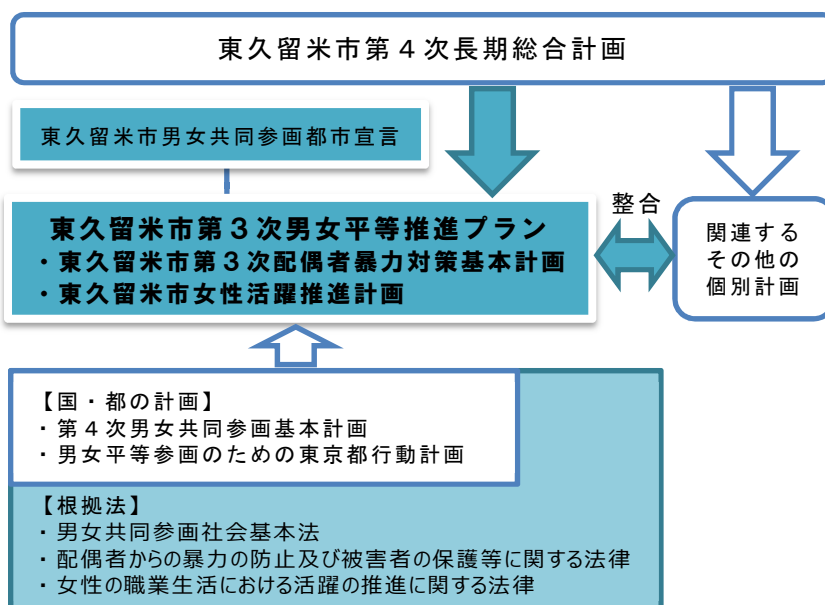 東久留米市第４次長期総合計画
東久留米市男女共同参画都市宣言
東久留米市第３次男女平等推進プラン
・東久留米市第３次配偶者暴力対策基本計画
・東久留米市女性活躍推進計画
整合
関連する
その他の
個別計画
【国・都の計画】
・第４次男女共同参画基本計画
・男女平等参画のための東京都行動計画
【根拠法】
・男女共同参画社会基本法
・配偶者からの暴力の防止及び被害者の保護等に関する法律
・女性の職業生活における活躍の推進に関する法律